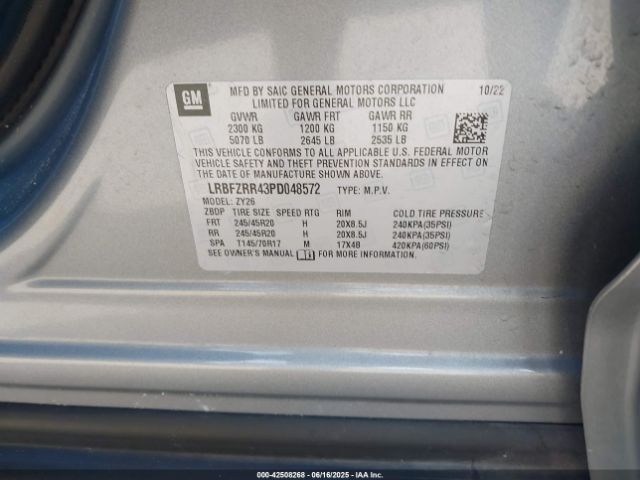 GM
MFD BY SAIC GENERAL MOTORS CORPORATION 10/22
LIMITED FOR GENERAL MOTORS LLC
GVWR GAWR FRT GAWR RR
2300 KG 1200 KG 1150 KG
5070 LB 2645 LB 2535 LB
THIS VEHICLE CONFORMS TO ALL APPLICABLE U.S. FEDERAL MOTOR
VEHICLE SAFETY AND THEFT PREVENTION STANDARDS IN EFFECT ON
THE DATE OF MANUFACTURE SHOWN ABOVE.
LRBFZRR43PD048572 TYPE: M.P.V.
MODEL: ZY26
ZBDP TIRE SIZE SPEED RTG RIM COLD TIRE PRESSURE
FRT 245/45R20 H 20X8.5J 240KPA(35PSI)
RR 245/45R20 H 20X8.5J 240KPA(35PSI)
SPA T145/70R17 M 17X4B 420KPA(60PSI)
SEE OWNER'S MANUAL FOR MORE INFORMATION.
000-42508268 - 06/16/2025 - IAAI, Inc.